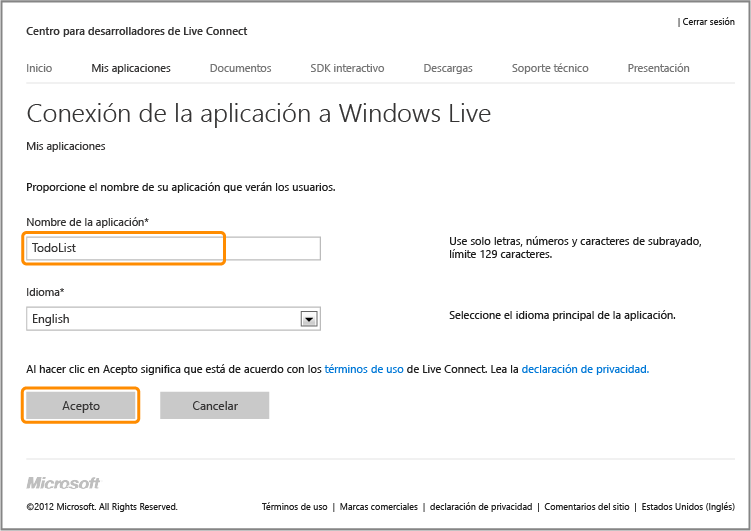 | Cerrar sesión
Centro para desarrolladores de Live Connect
Inicio Mis aplicaciones Documentos SDK interactivo Descargas Soporte técnico Presentación
Conexión de la aplicación a Windows Live
Mis aplicaciones
Proporcione el nombre de su aplicación que verán los usuarios.
Nombre de la aplicación*
TodoList
Use solo letras, números y caracteres de subrayado,
límite 129 caracteres.
Idioma*
English
Seleccione el idioma principal de la aplicación.
Al hacer clic en Acepto significa que está de acuerdo con los términos de uso de Live Connect. Lea la declaración de privacidad.
Acepto Cancelar
Microsoft
©2012 Microsoft. All Rights Reserved. Términos de uso | Marcas comerciales | declaración de privacidad | Comentarios del sitio | Estados Unidos (Inglés)